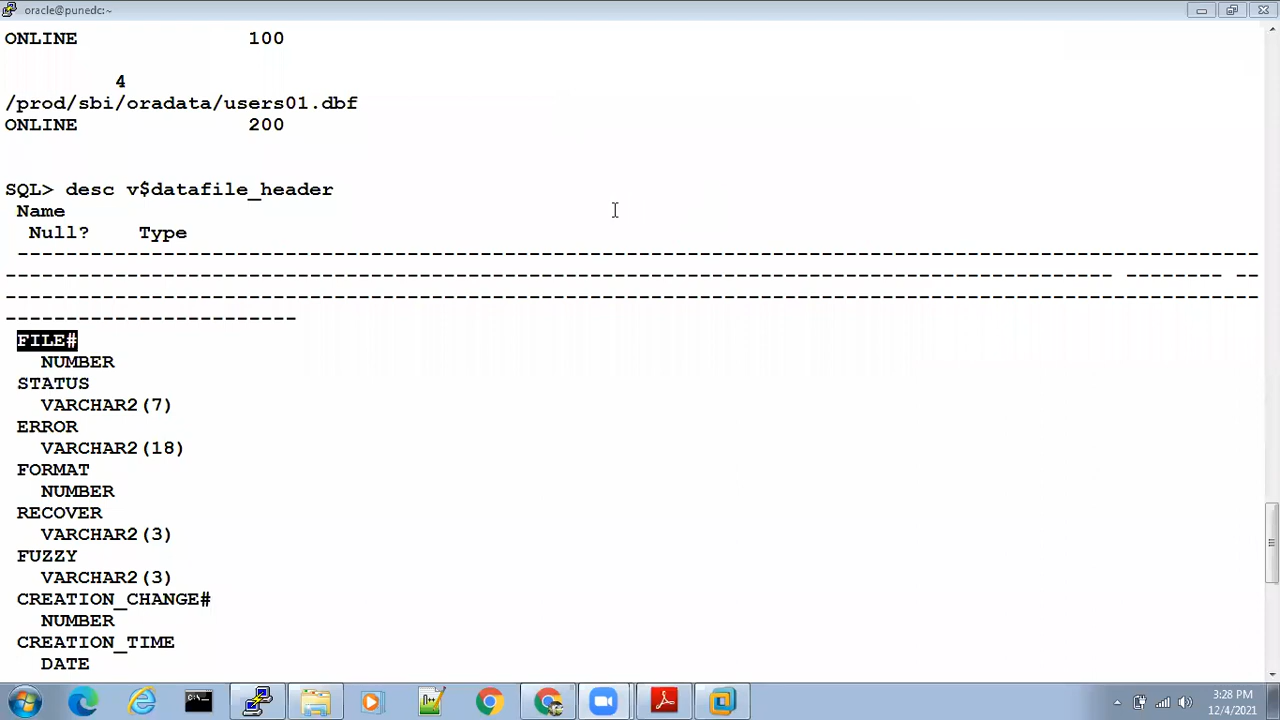 oracle@punedc:~
ONLINE 100
4
/prod/sbi/oradata/users01.dbf
ONLINE 200
SQL> desc v$datafile_header
Name
Null? Type
-------------------------------------------------------------------------------------------------------
------------------------------------------------------------------------------------------- -------- --
-------------------------------------------------------------------------------------------------------
------------------------
FILE#
NUMBER
STATUS
VARCHAR2(7)
ERROR
VARCHAR2(18)
FORMAT
NUMBER
RECOVER
VARCHAR2(3)
FUZZY
VARCHAR2(3)
CREATION_CHANGE#
NUMBER
CREATION_TIME
DATE
3:28 PM
12/4/2021